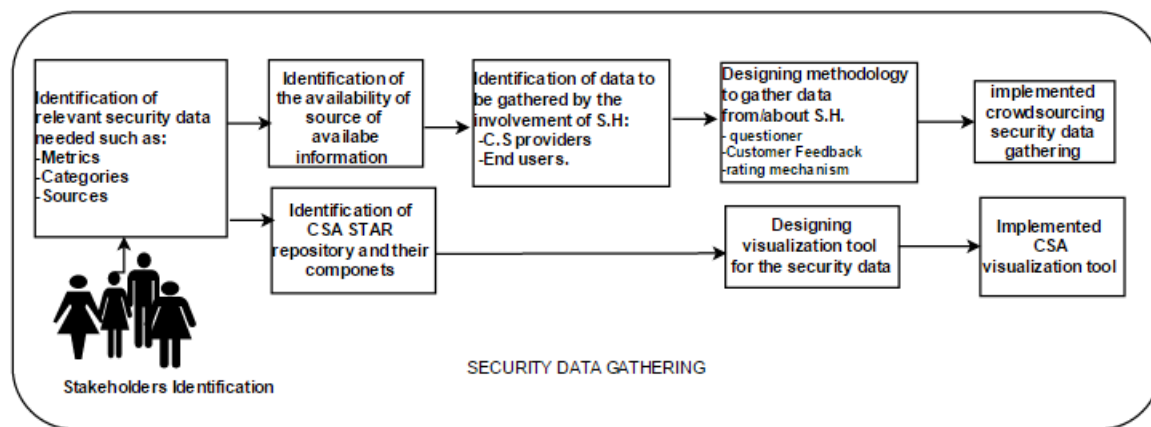 Identification of
relevant security data
needed such as:
-Metrics
-Categories
-Sources
Identification of
the availability of
source of
availabe
information
Identification of data to
be gathered by the
involvement of S.H:
-C.S providers
-End users.
Designing methodology
to gather data
from/about S.H.
- questioner
-Customer Feedback
-rating mechanism
implemented
crowdsourcing
security data
gathering
Identification of
CSA STAR
repository and their
componets
Designing
visualization tool
for the security data
Implemented
CSA
visualization tool
Stakeholders Identification
SECURITY DATA GATHERING